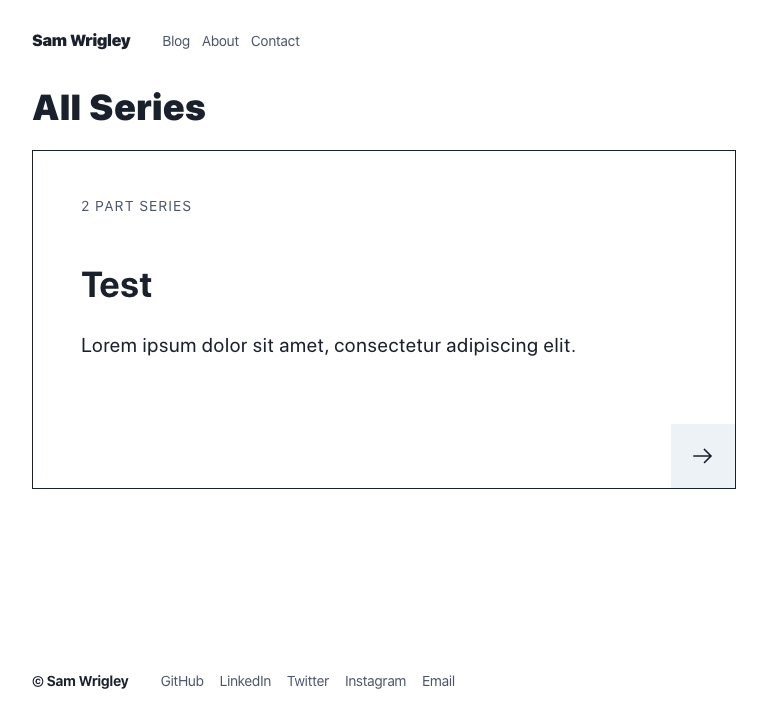 Sam Wrigley Blog About Contact
All Series
2 PART SERIES
Test
Lorem ipsum dolor sit amet, consectetur adipiscing elit.
© Sam Wrigley GitHub LinkedIn Twitter Instagram Email